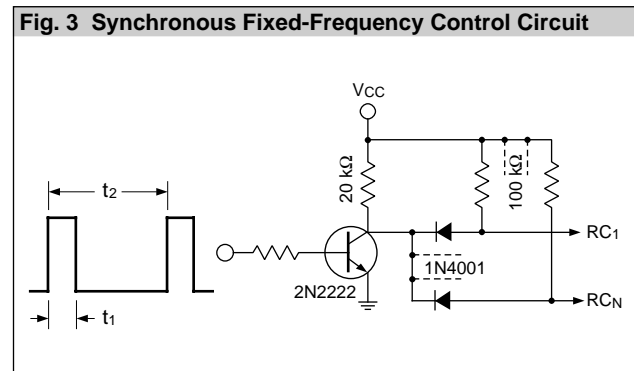 Fig. 3 Synchronous Fixed-Frequency Control Circuit
VCC
20 kΩ
100 kΩ
t2
RC1
1N4001
2N2222
RCN
t1